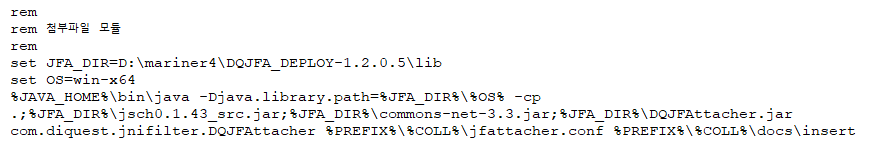 rem
rem 첨부파일 모듈
rem
set JFA_DIR=D:\mariner4\DQJFA_DEPLOY-1.2.0.5\lib
set OS=win-x64
%JAVA_HOME%\bin\java -Djava.library.path=%JFA_DIR%\%OS% -cp
.;%JFA_DIR%\jsch0.1.43_src.jar;%JFA_DIR%\commons-net-3.3.jar;%JFA_DIR%\DQJFAttacher.jar
com.diquest.jnifilter.DQJFAttacher %PREFIX%\%COLL%\jfattacher.conf %PREFIX%\%COLL%\docs\insert